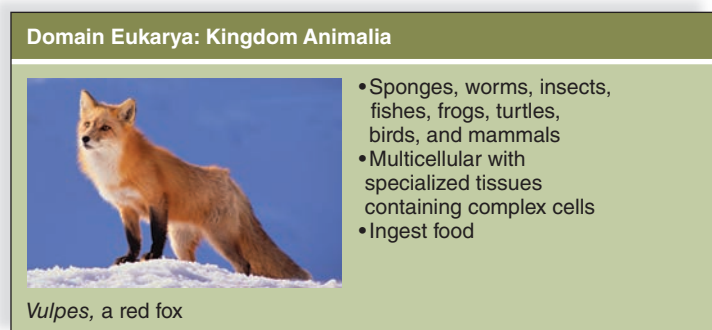 Domain Eukarya: Kingdom Animalia
•Sponges, worms, insects,
fishes, frogs, turtles,
birds, and mammals
•Multicellular with
specialized tissues
containing complex cells
•Ingest food
Vulpes, a red fox